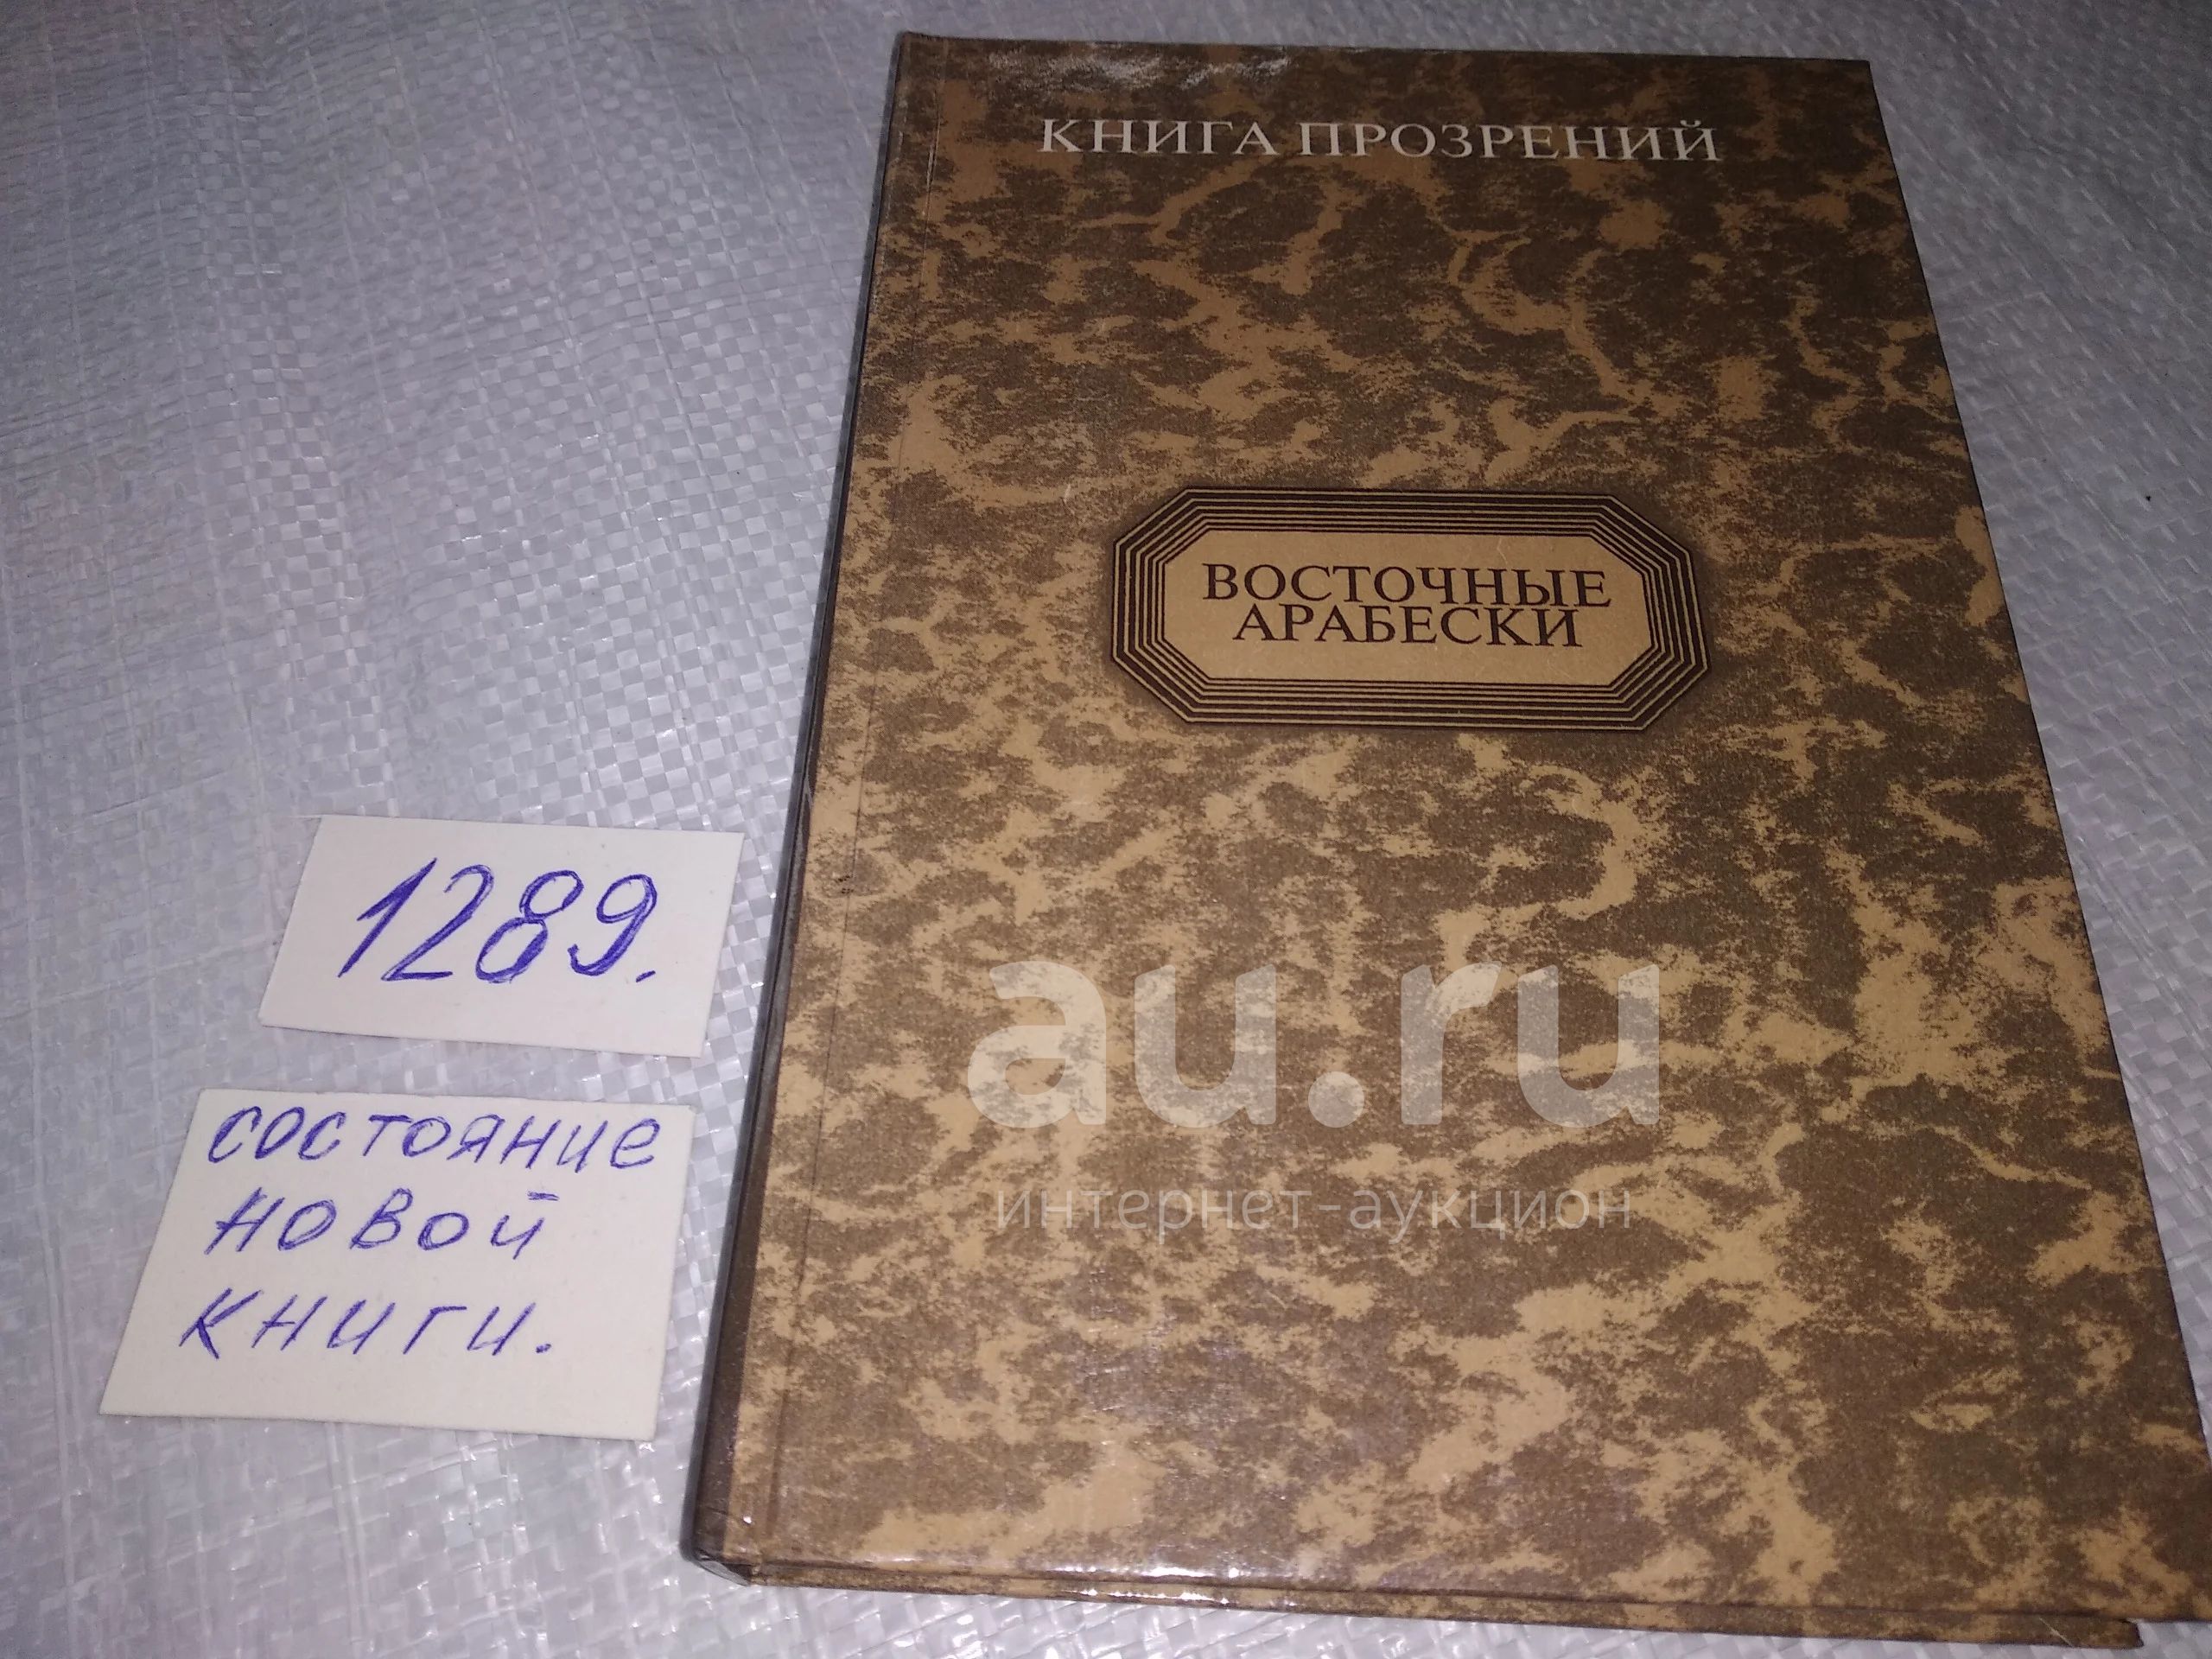 КНИГА ПРОЗРЕНИЙ
ВОСТОЧНЫЕ
АРАБЕСКИ
1289.
состояние
новой
книги.
au.ru
интернет-аукцион